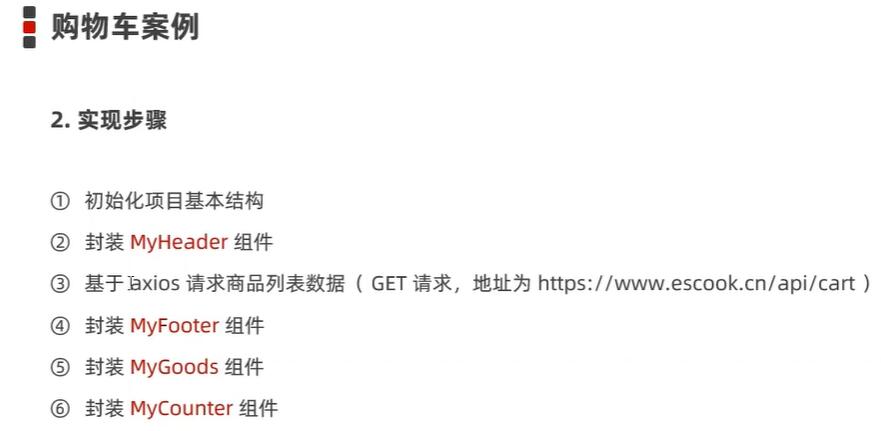 购物车案例
2. 实现步骤
① 初始化项目基本结构
② 封装 MyHeader 组件
③ 基于 axios 请求商品列表数据（ GET 请求，地址为 https://www.escook.cn/api/cart ）
④ 封装 MyFooter 组件
⑤ 封装 MyGoods 组件
⑥ 封装 MyCounter 组件